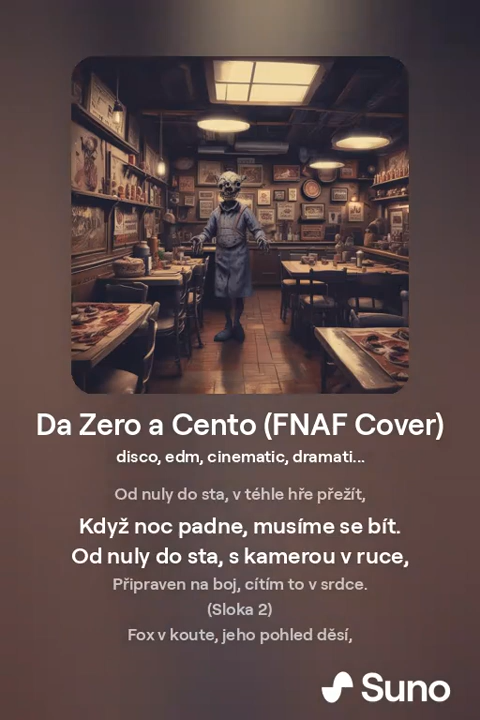 Da Zero a Cento (FNAF Cover)
disco, edm, cinematic, dramati...
Od nuly do sta, v téhle hře přežít,
Když noc padne, musíme se bít.
Od nuly do sta, s kamerou v ruce,
Připraven na boj, cítím to v srdce.
(Sloka 2)
Fox v koute, jeho pohled děsí,
Suno